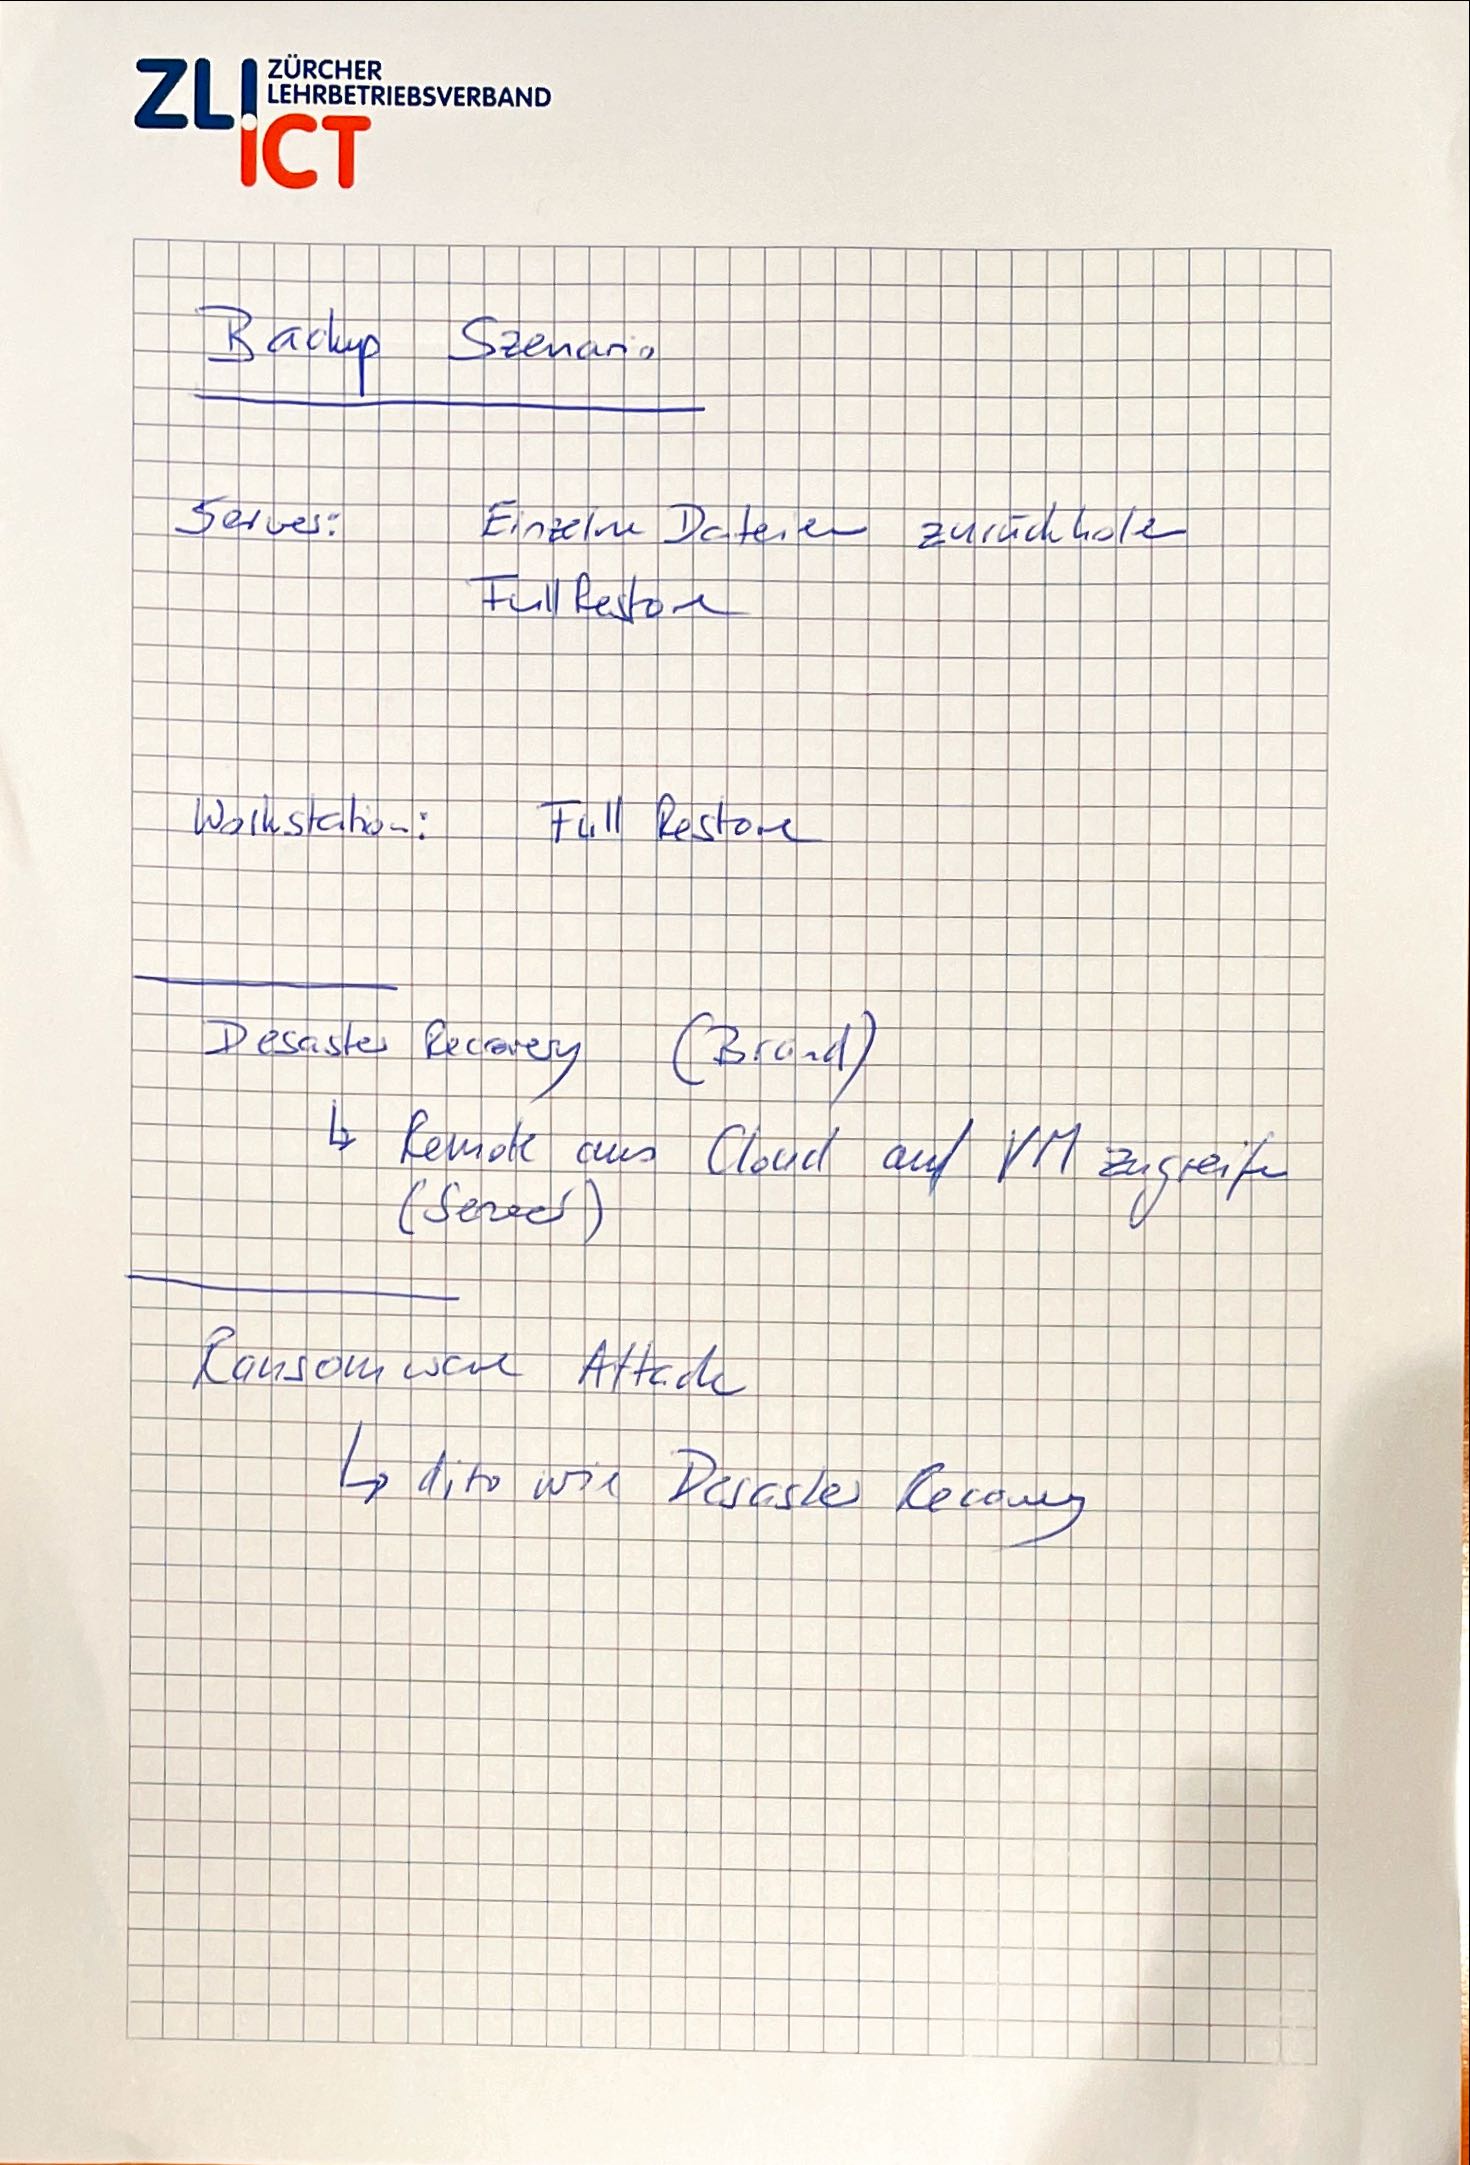 ZLI ZÜRCHER
LEHRBETRIEBSVERBAND
ICT
Backup Szenario
Server: Einzelne Dateien zurückholen
Full Restore
Workstation: Full Restore
Desaster Recovery (Brand)
↳ Remote aus Cloud auf VM zugreifen
(Server)
Ransomware Attack
↳ dito wie Desaster Recovery